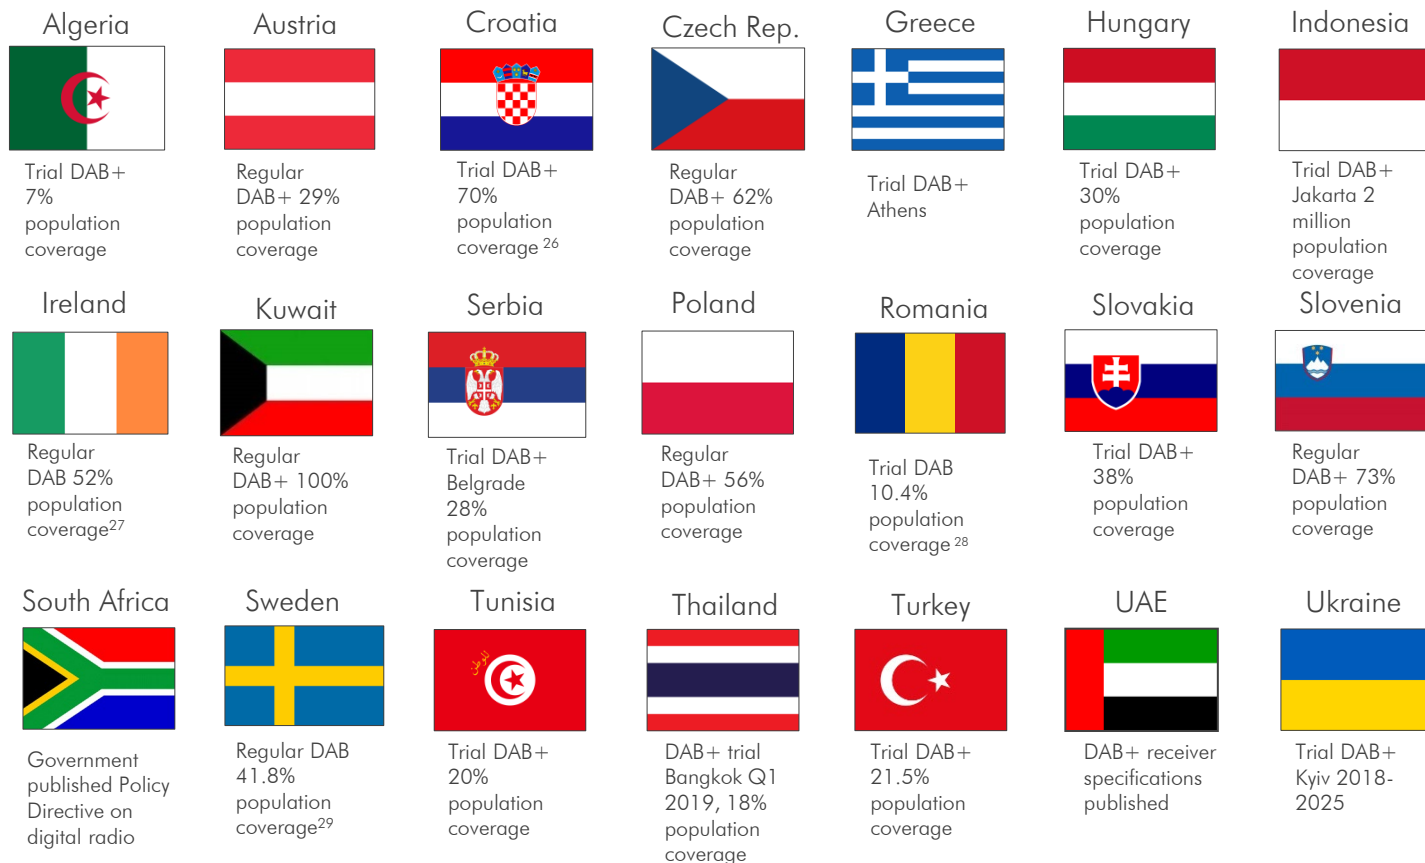 Algeria
Trial DAB+
7%
population
coverage
Austria
Regular
DAB+ 29%
population
coverage
Croatia
Trial DAB+
70%
population
coverage 26
Czech Rep.
Regular
DAB+ 62%
population
coverage
Greece
Trial DAB+
Athens
Hungary
Trial DAB+
30%
population
coverage
Indonesia
Trial DAB+
Jakarta 2
million
population
coverage
Ireland
Regular
DAB 52%
population
coverage27
Kuwait
Regular
DAB+ 100%
population
coverage
Serbia
Trial DAB+
Belgrade
28%
population
coverage
Poland
Regular
DAB+ 56%
population
coverage
Romania
Trial DAB
10.4%
population
coverage 28
Slovakia
Trial DAB+
38%
population
coverage
Slovenia
Regular
DAB+ 73%
population
coverage
South Africa
Government
published Policy
Directive on
digital radio
Sweden
Regular DAB
41.8%
population
coverage29
Tunisia
Trial DAB+
20%
population
coverage
Thailand
DAB+ trial
Bangkok Q1
2019, 18%
population
coverage
Turkey
Trial DAB+
21.5%
population
coverage
UAE
DAB+ receiver
specifications
published
Ukraine
Trial DAB+
Kyiv 2018-
2025